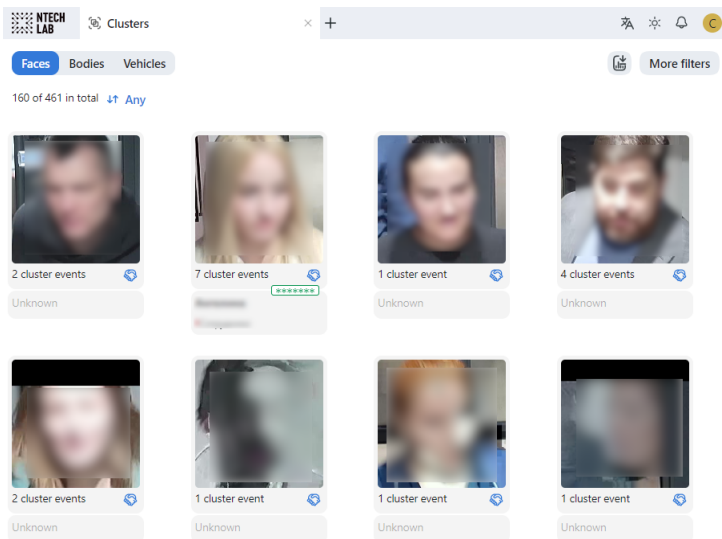 NTECH LAB
Clusters
Faces Bodies Vehicles
More filters
160 of 461 in total Any
2 cluster events
7 cluster events
1 cluster event
4 cluster events
Unknown
*******
Unknown
Unknown
2 cluster events
1 cluster event
1 cluster event
1 cluster event
Unknown
Unknown
Unknown
Unknown
C